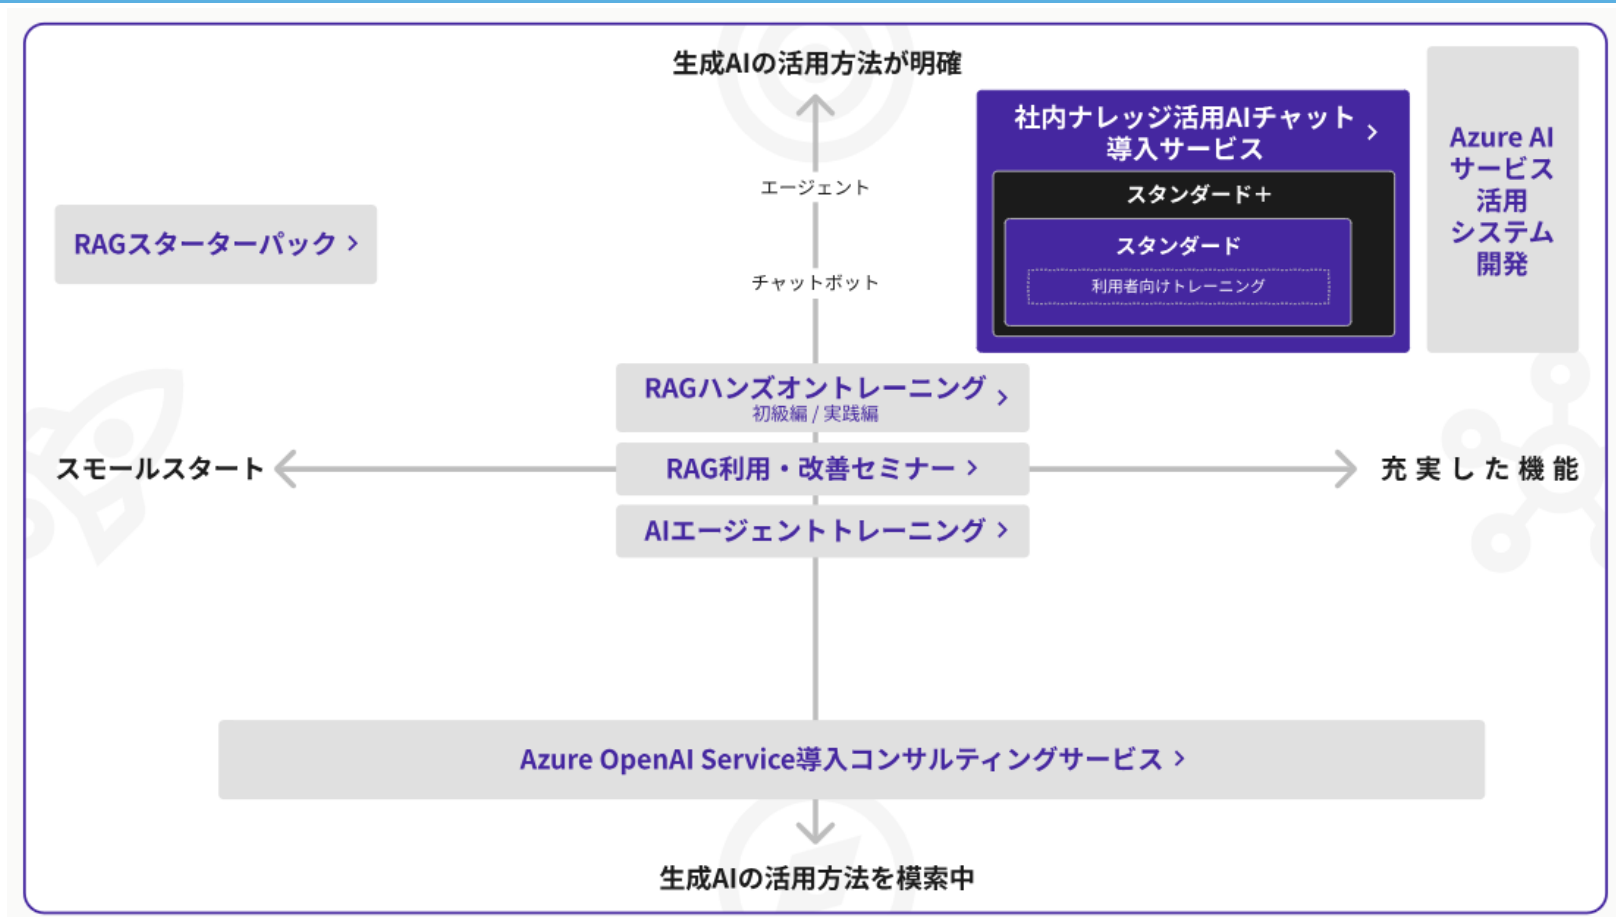 生成AIの活用方法が明確
社内ナレッジ活用AIチャット
導入サービス
スタンダード＋
スタンダード
利用者向けトレーニング
Azure AI
サービス
活用
システム
開発
エージェント
RAGスターターパック
チャットボット
RAGハンズオントレーニング
初級編 / 実践編
スモールスタート
RAG利用・改善セミナー
充実した機能
AIエージェントトレーニング
Azure OpenAI Service導入コンサルティングサービス
生成AIの活用方法を模索中